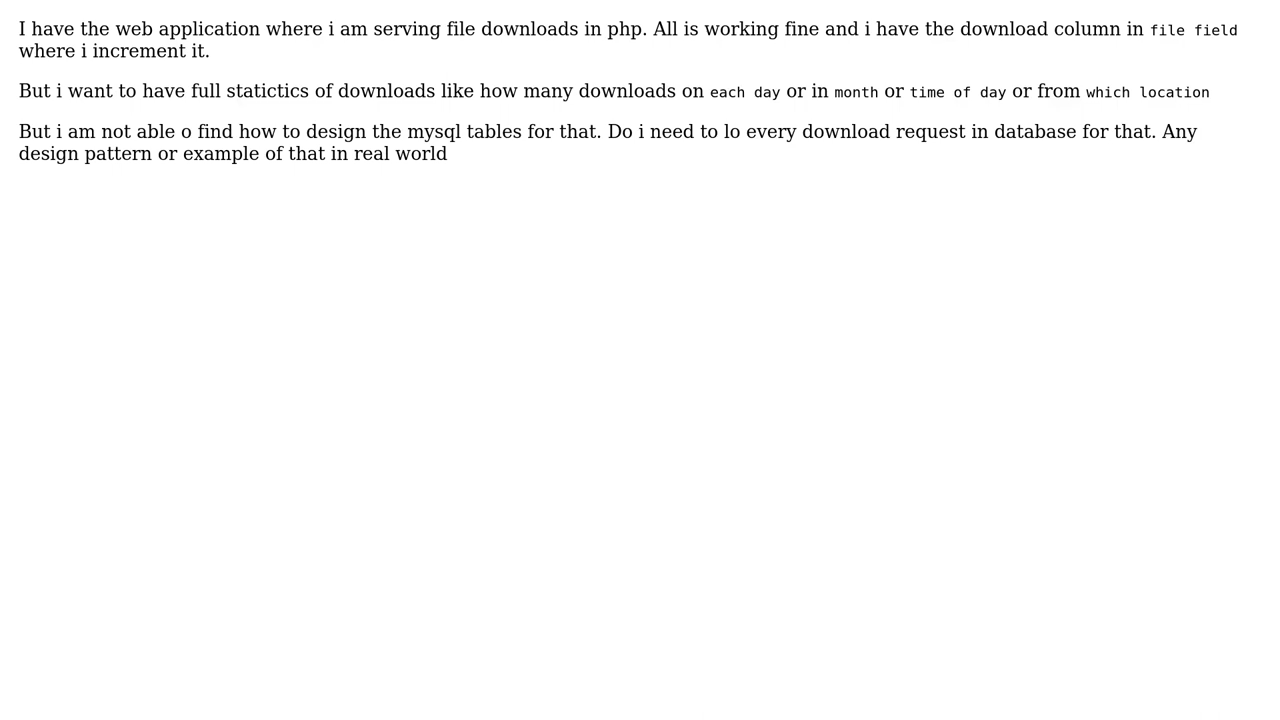 I have the web application where i am serving file downloads in php. All is working fine and i have the download column in file field
where i increment it.
But i want to have full statictics of downloads like how many downloads on each day or in month or time of day or from which location
But i am not able o find how to design the mysql tables for that. Do i need to lo every download request in database for that. Any
design pattern or example of that in real world